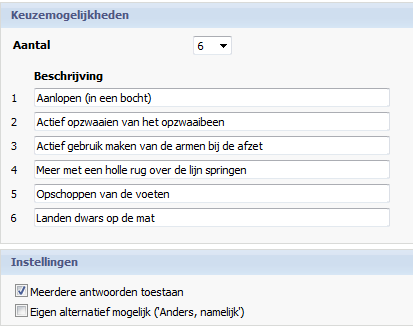 Keuzemogelijkheden
Aantal 6
Beschrijving
1 Aanlopen (in een bocht)
2 Actief opzwaaien van het opzwaaibeen
3 Actief gebruik maken van de armen bij de afzet
4 Meer met een holle rug over de lijn springen
5 Opschoppen van de voeten
6 Landen dwars op de mat
Instellingen
Meerdere antwoorden toestaan
Eigen alternatief mogelijk ('Anders, namelijk')